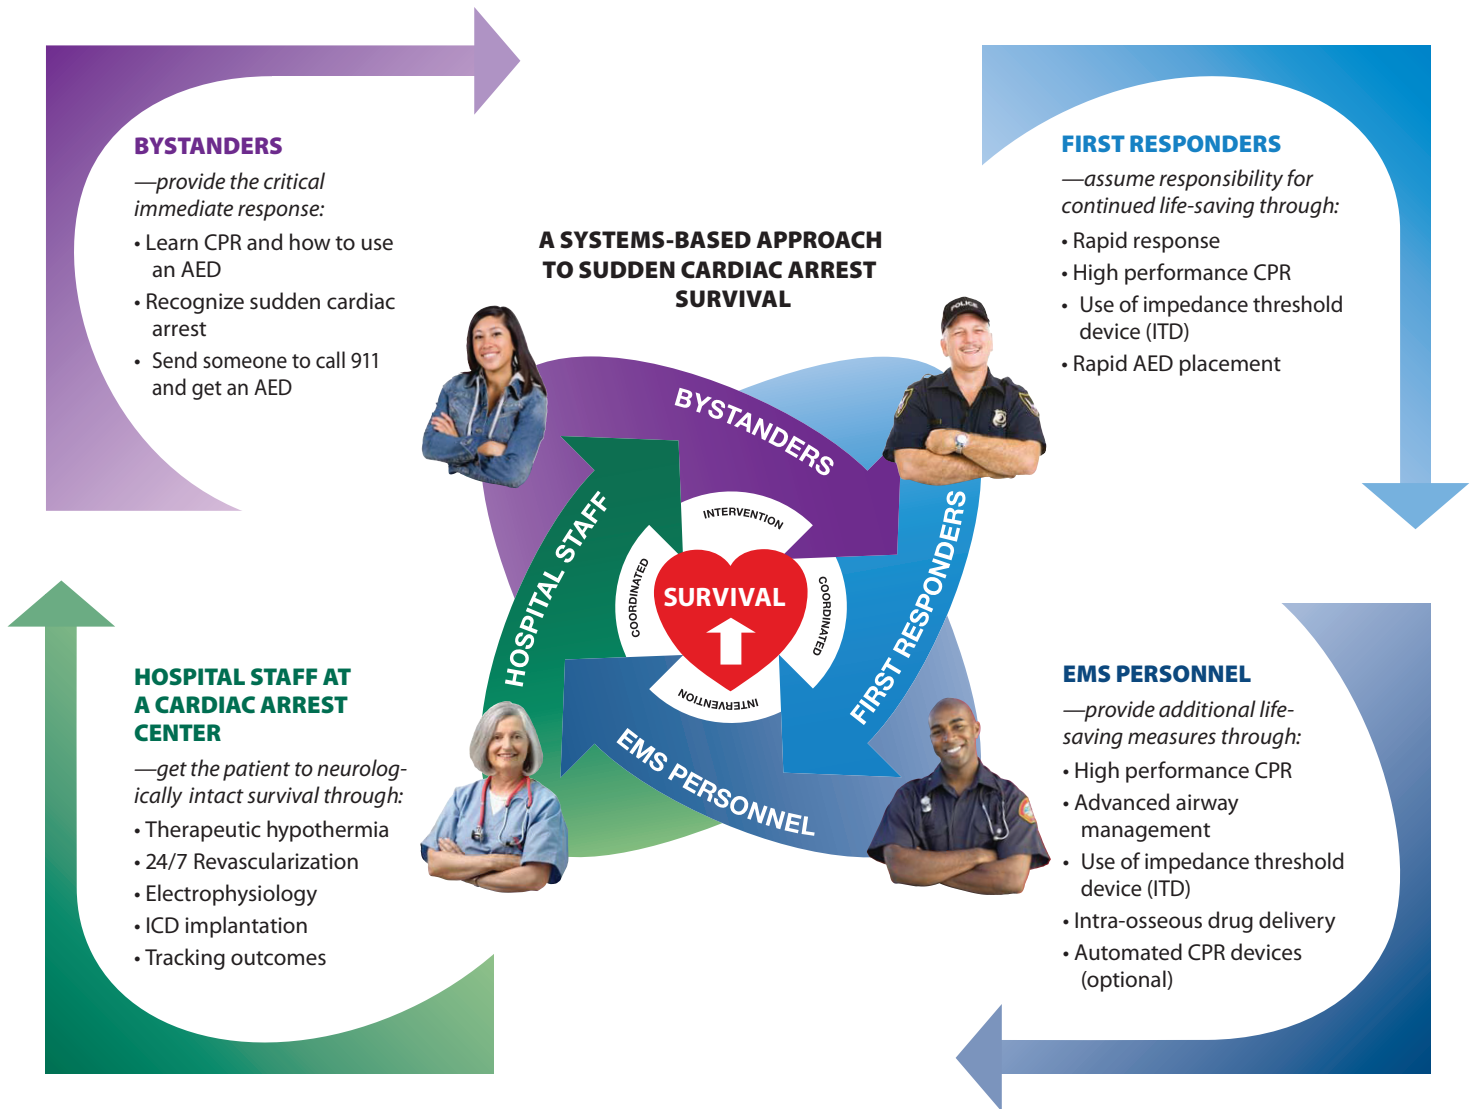 A SYSTEMS-BASED APPROACH
TO SUDDEN CARDIAC ARREST
SURVIVAL
BYSTANDERS
—provide the critical
immediate response:
• Learn CPR and how to use
an AED
• Recognize sudden cardiac
arrest
• Send someone to call 911
and get an AED
FIRST RESPONDERS
—assume responsibility for
continued life-saving through:
• Rapid response
• High performance CPR
• Use of impedance threshold
device (ITD)
• Rapid AED placement
EMS PERSONNEL
—provide additional life-
saving measures through:
• High performance CPR
• Advanced airway
management
• Use of impedance threshold
device (ITD)
• Intra-osseous drug delivery
• Automated CPR devices
(optional)
HOSPITAL STAFF AT
A CARDIAC ARREST
CENTER
—get the patient to neurolog-
ically intact survival through:
• Therapeutic hypothermia
• 24/7 Revascularization
• Electrophysiology
• ICD implantation
• Tracking outcomes
POLICE
BYSTANDERS
FIRST RESPONDERS
EMS PERSONNEL
HOSPITAL STAFF
INTERVENTION
COORDINATED
INTERVENTION
COORDINATED
SURVIVAL